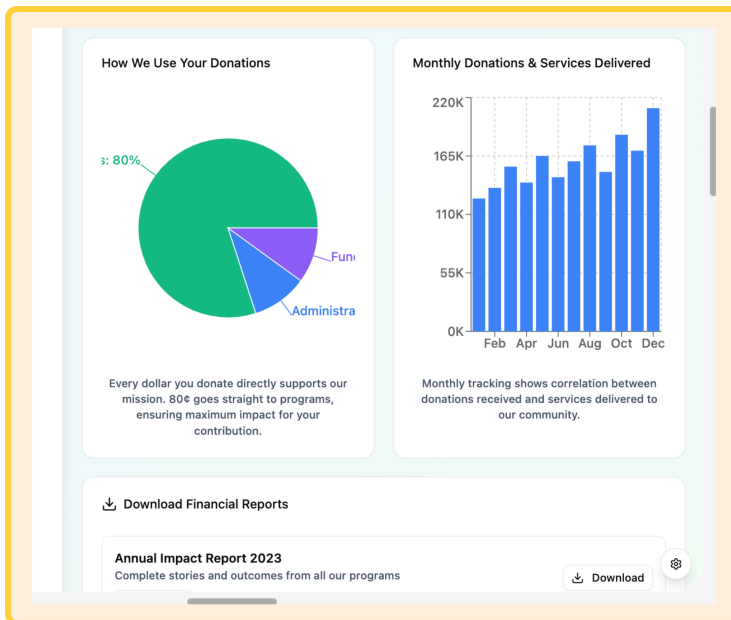 How We Use Your Donations
s: 80%
Fun
Administra
Every dollar you donate directly supports our
mission. 80¢ goes straight to programs,
ensuring maximum impact for your
contribution.
Monthly Donations & Services Delivered
220K
165K
110K
55K
0K
Feb Apr Jun Aug Oct Dec
Monthly tracking shows correlation between
donations received and services delivered to
our community.
Download Financial Reports
Annual Impact Report 2023
Complete stories and outcomes from all our programs
Download